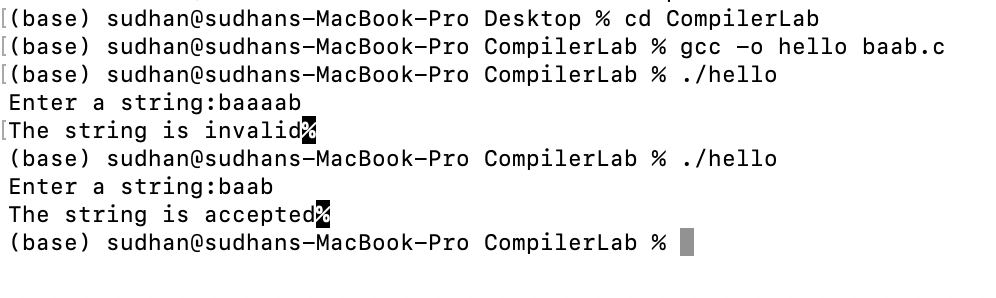 [(base) sudhan@sudhans-MacBook-Pro Desktop % cd CompilerLab
[(base) sudhan@sudhans-MacBook-Pro CompilerLab % gcc -o hello baab.c
[(base) sudhan@sudhans-MacBook-Pro CompilerLab % ./hello
Enter a string:baaaab
[The string is invalid%
(base) sudhan@sudhans-MacBook-Pro CompilerLab % ./hello
Enter a string:baab
The string is accepted%
(base) sudhan@sudhans-MacBook-Pro CompilerLab %